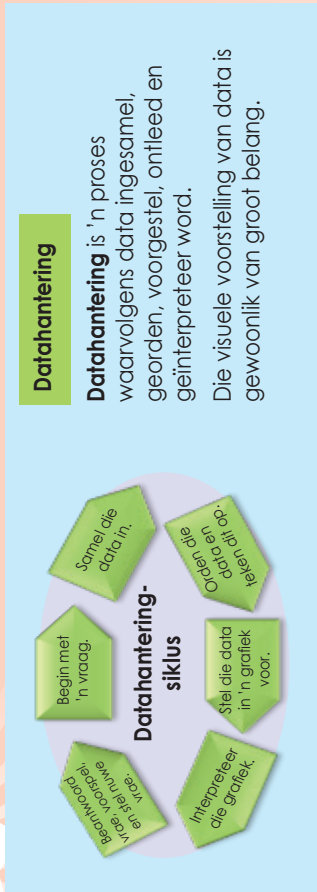 Datahantering
Datahantering is 'n proses
waarvolgens data ingesamel,
georden, voorgestel, ontleed en
geïnterpreteer word.
Die visuele voorstelling van data is
gewoonlik van groot belang.
Datahantering-
siklus
Begin met
'n vraag.
Samel die
data in.
Orden die
data en
teken dit op.
Stel die data
in 'n grafiek
voor.
Interpreteer
die grafiek.
Beantwoord
vrae, voorspel,
en stel nuwe
vrae.